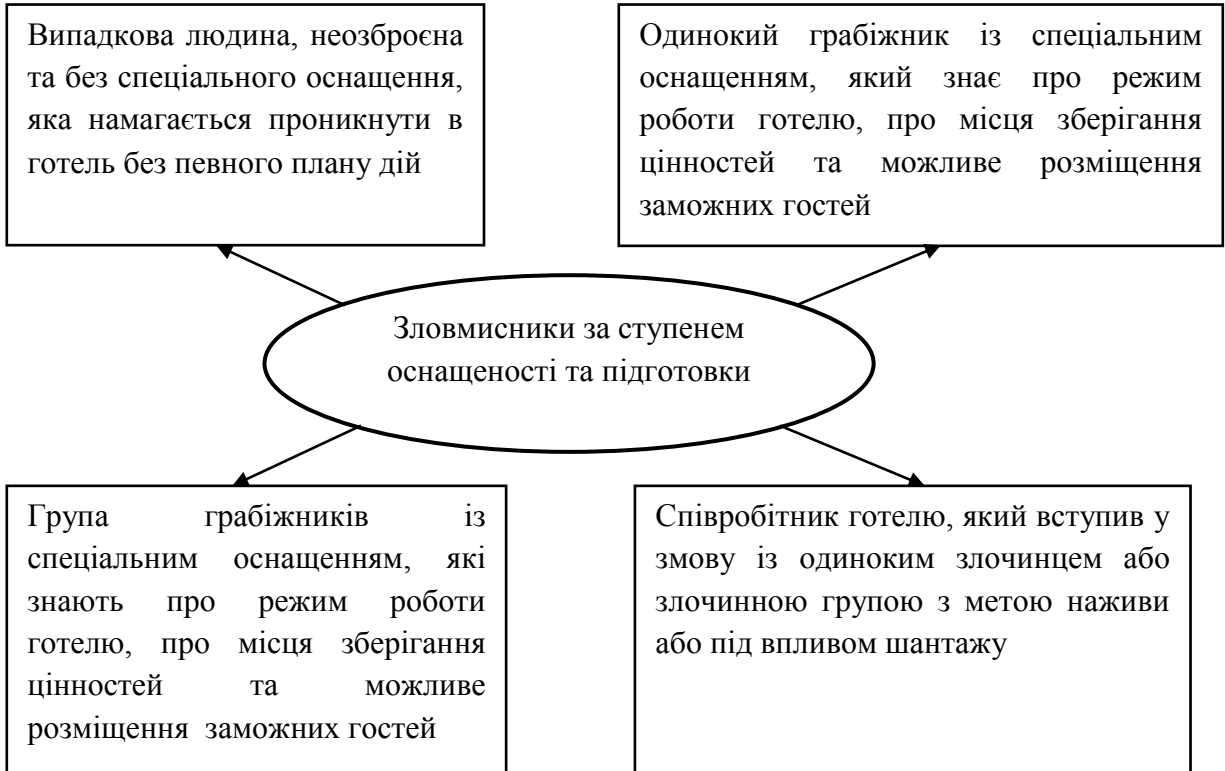 Випадкова людина, неозброєна
та без спеціального оснащення,
яка намагається проникнути в
готель без певного плану дій
Одинокий грабіжник із спеціальним
оснащенням, який знає про режим
роботи готелю, про місця зберігання
цінностей та можливе розміщення
заможних гостей
Зловмисники за ступенем
оснащеності та підготовки
Група грабіжників із
спеціальним оснащенням, які
знають про режим роботи
готелю, про місця зберігання
цінностей та можливе
розміщення заможних гостей
Співробітник готелю, який вступив у
змову із одиноким злочинцем або
злочинною групою з метою наживи
або під впливом шантажу